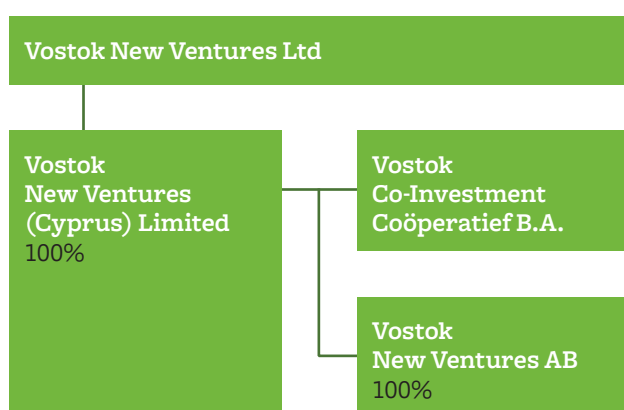 Vostok New Ventures Ltd
Vostok
New Ventures
(Cyprus) Limited
100%
Vostok
Co-Investment
Coöperatief B.A.
Vostok
New Ventures AB
100%